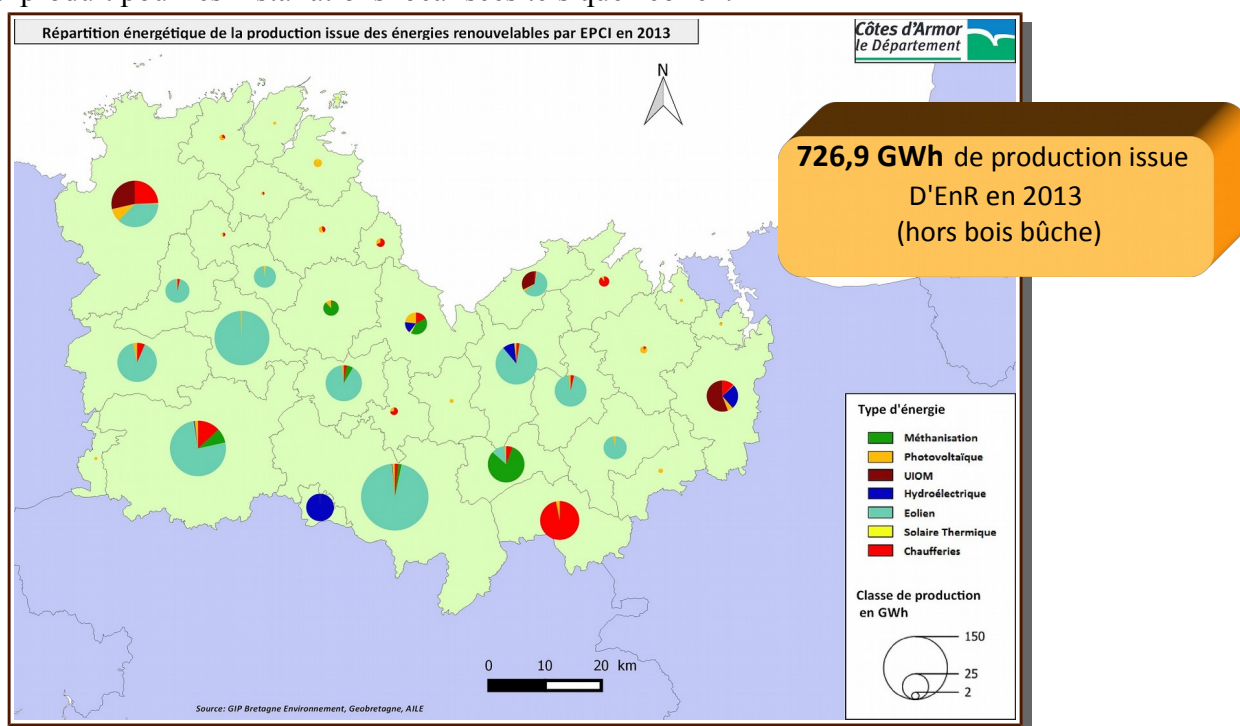 Répartition énergétique de la production issue des énergies renouvelables par EPCI en 2013
Côtes d'Armor
le Département
N
726,9 GWh de production issue
D'EnR en 2013
(hors bois bûche)
Type d'énergie
Méthanisation
Photovoltaïque
UIOM
Hydroélectrique
Eolien
Solaire Thermique
Chaufferies
Classe de production
en GWh
150
25
2
0 10 20 km
Source: GIP Bretagne Environnement, Geobretagne, AILE